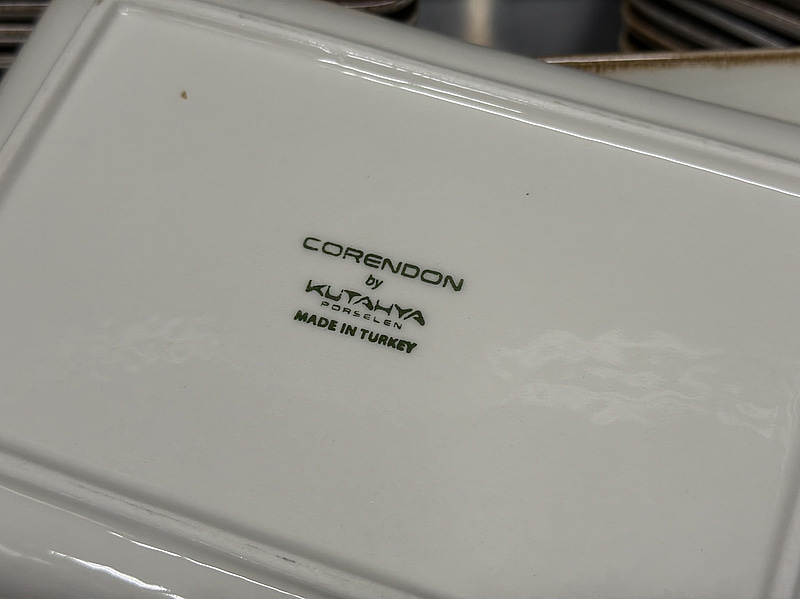 CORENDON
by
KUTAHYA
PORSELEN
MADE IN TURKEY